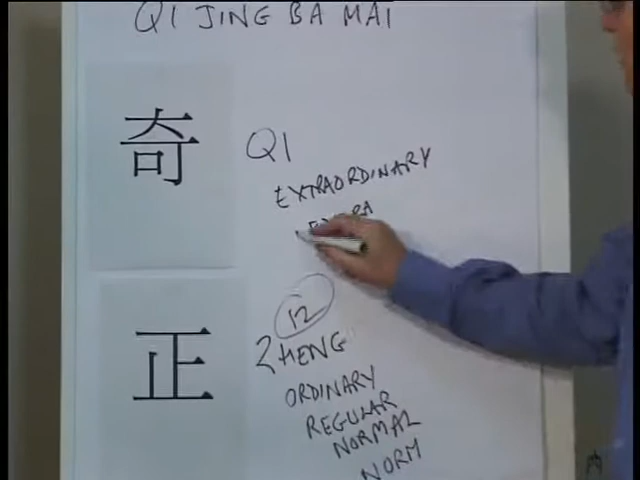 QI JING BA MAI
奇
QI
EXTRAORDINARY
正
12
ZHENG
ORDINARY
REGULAR
NORMAL
NORM